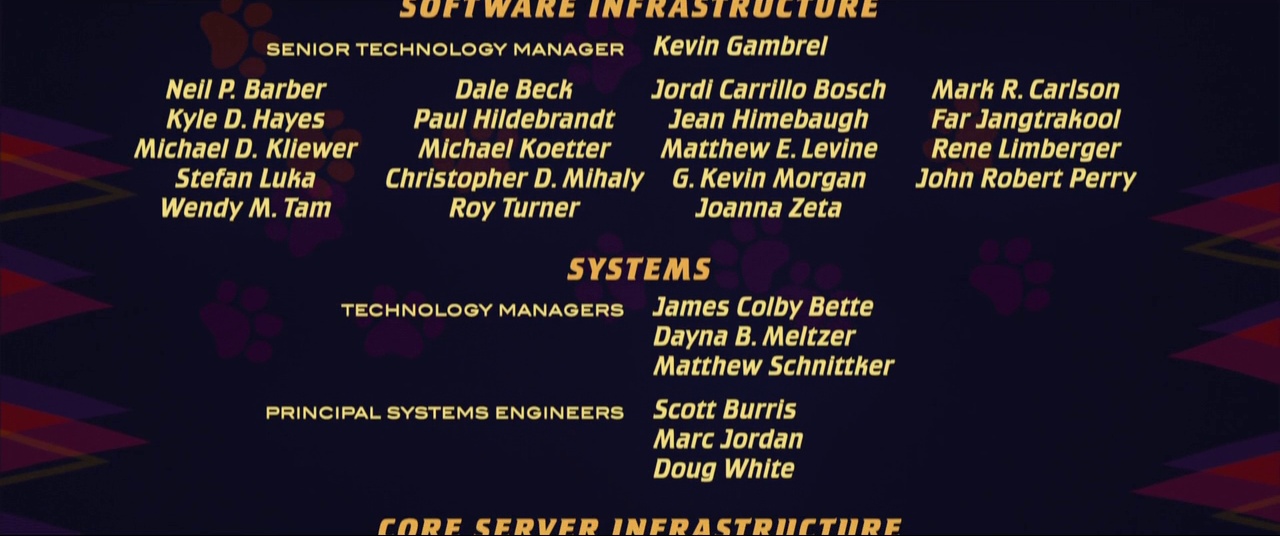 SOFTWARE INFRASTRUCTURE
SENIOR TECHNOLOGY MANAGER Kevin Gambrel
Neil P. Barber Dale Beck Jordi Carrillo Bosch Mark R. Carlson
Kyle D. Hayes Paul Hildebrandt Jean Himebaugh Far Jangtrakool
Michael D. Kliewer Michael Koetter Matthew E. Levine Rene Limberger
Stefan Luka Christopher D. Mihaly G. Kevin Morgan John Robert Perry
Wendy M. Tam Roy Turner Joanna Zeta
SYSTEMS
TECHNOLOGY MANAGERS James Colby Bette
Dayna B. Meltzer
Matthew Schnittker
PRINCIPAL SYSTEMS ENGINEERS Scott Burris
Marc Jordan
Doug White
CORE SERVER INFRASTRUCTURE